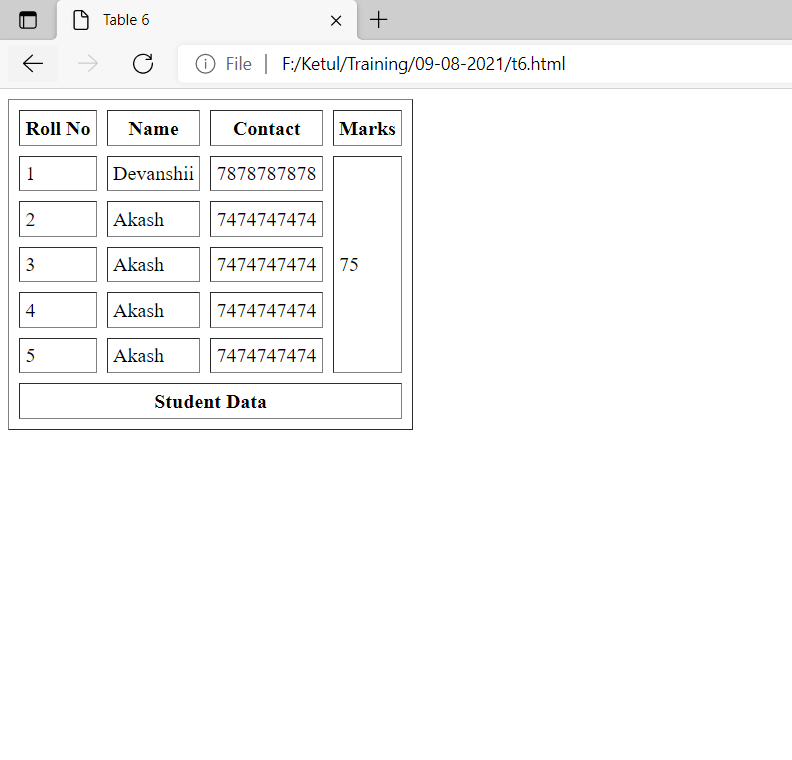 Table 6
File F:/Ketul/Training/09-08-2021/t6.html
Roll No Name Contact Marks
1 Devanshii 7878787878
2 Akash 7474747474
3 Akash 7474747474 75
4 Akash 7474747474
5 Akash 7474747474
Student Data